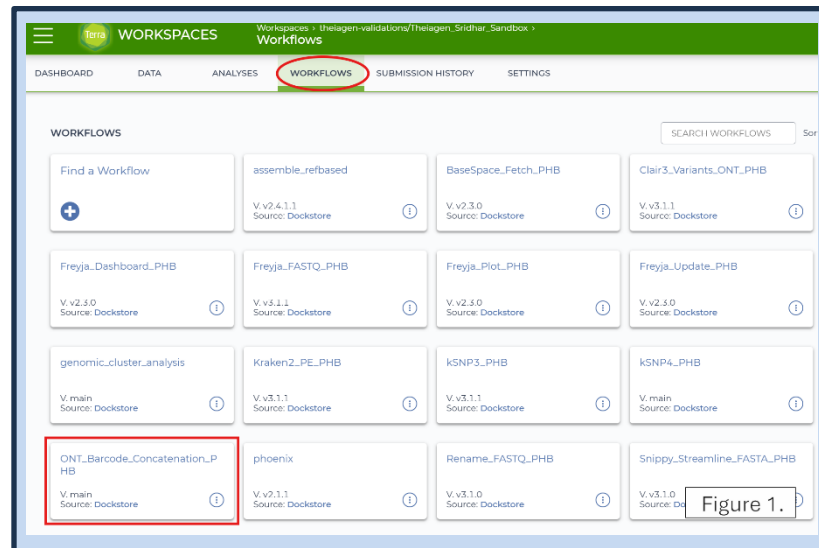 Terra WORKSPACES
Workspaces › theiagen-validations/Theiagen_Sridhar_Sandbox ›
Workflows
DASHBOARD DATA ANALYSES WORKFLOWS SUBMISSION HISTORY SETTINGS
WORKFLOWS
SEARCH WORKFLOWS Sor
Find a Workflow
assemble_refbased
V. v2.4.1.1
Source: Dockstore
BaseSpace_Fetch_PHB
V. v2.3.0
Source: Dockstore
Clair3_Variants_ONT_PHB
V. v3.1.1
Source: Dockstore
Freyja_Dashboard_PHB
V. v2.3.0
Source: Dockstore
Freyja_FASTQ_PHB
V. v3.1.1
Source: Dockstore
Freyja_Plot_PHB
V. v2.3.0
Source: Dockstore
Freyja_Update_PHB
V. v2.3.0
Source: Dockstore
genomic_cluster_analysis
V. main
Source: Dockstore
Kraken2_PE_PHB
V. v3.1.1
Source: Dockstore
kSNP3_PHB
V. v3.1.1
Source: Dockstore
kSNP4_PHB
V. main
Source: Dockstore
ONT_Barcode_Concatenation_P
HB
V. main
Source: Dockstore
phoenix
V. v2.1.1
Source: Dockstore
Rename_FASTQ_PHB
V. v3.1.0
Source: Dockstore
Snippy_Streamline_FASTA_PHB
V. v3.1.0
Source: Do
Figure 1.